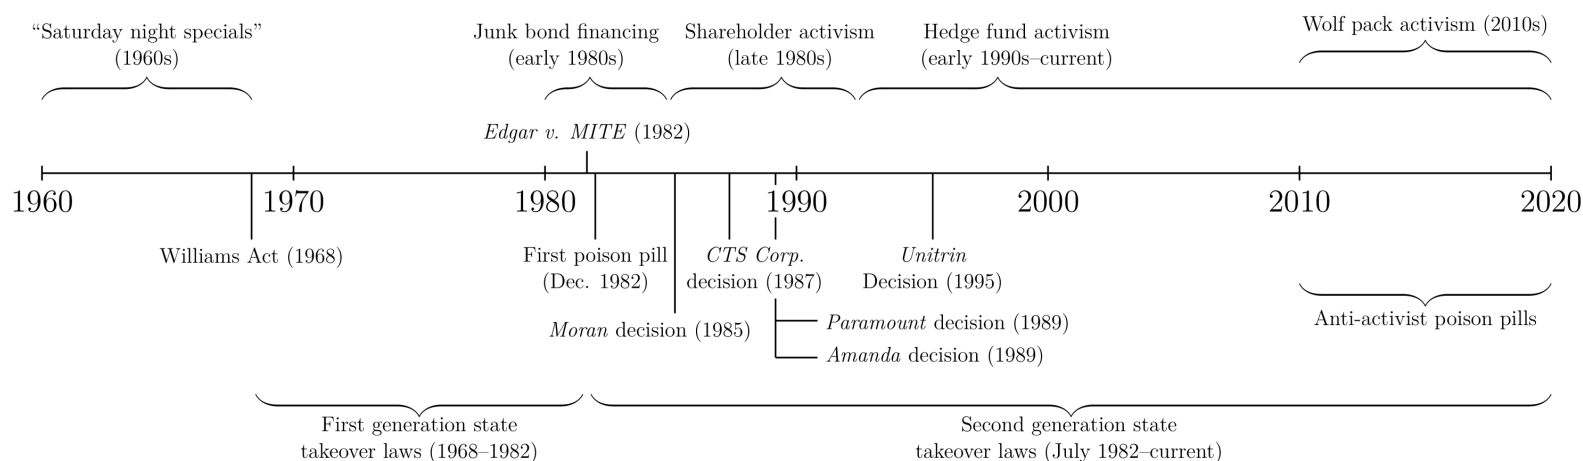 “Saturday night specials”
(1960s)
Junk bond financing
(early 1980s)
Shareholder activism
(late 1980s)
Hedge fund activism
(early 1990s–current)
Wolf pack activism (2010s)
Edgar v. MITE (1982)
1960
1970
1980
1990
2000
2010
2020
Williams Act (1968)
First poison pill
(Dec. 1982)
CTS Corp.
decision (1987)
Unitrin
Decision (1995)
Moran decision (1985)
Paramount decision (1989)
Amanda decision (1989)
Anti-activist poison pills
First generation state
takeover laws (1968–1982)
Second generation state
takeover laws (July 1982–current)